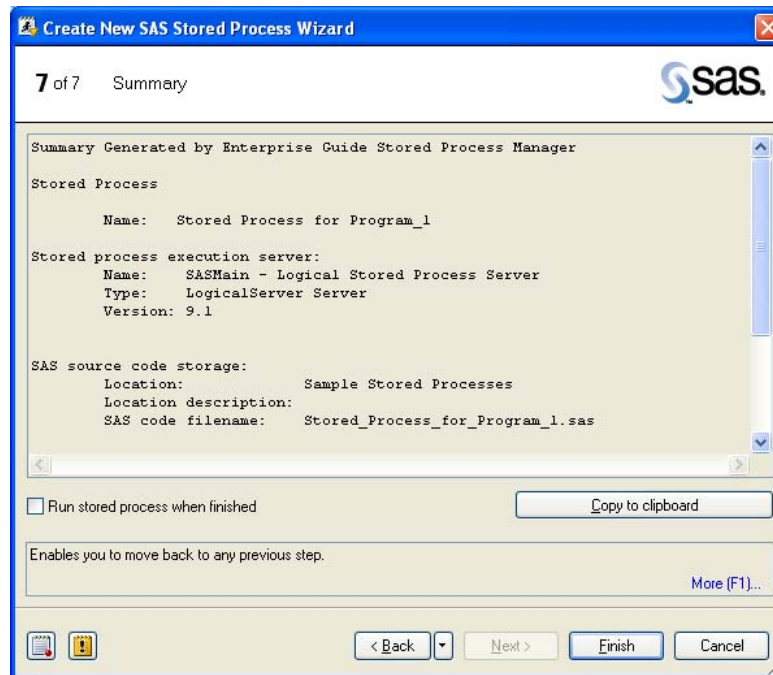 Create New SAS Stored Process Wizard
7 of 7 Summary
sas.
TM
Summary Generated by Enterprise Guide Stored Process Manager
Stored Process
Name: Stored Process for Program_1
Stored process execution server:
Name: SASMain - Logical Stored Process Server
Type: LogicalServer Server
Version: 9.1
SAS source code storage:
Location: Sample Stored Processes
Location description:
SAS code filename: Stored_Process_for_Program_1.sas
Run stored process when finished
Copy to clipboard
Enables you to move back to any previous step.
More (F1)...
< Back
Next >
Finish
Cancel